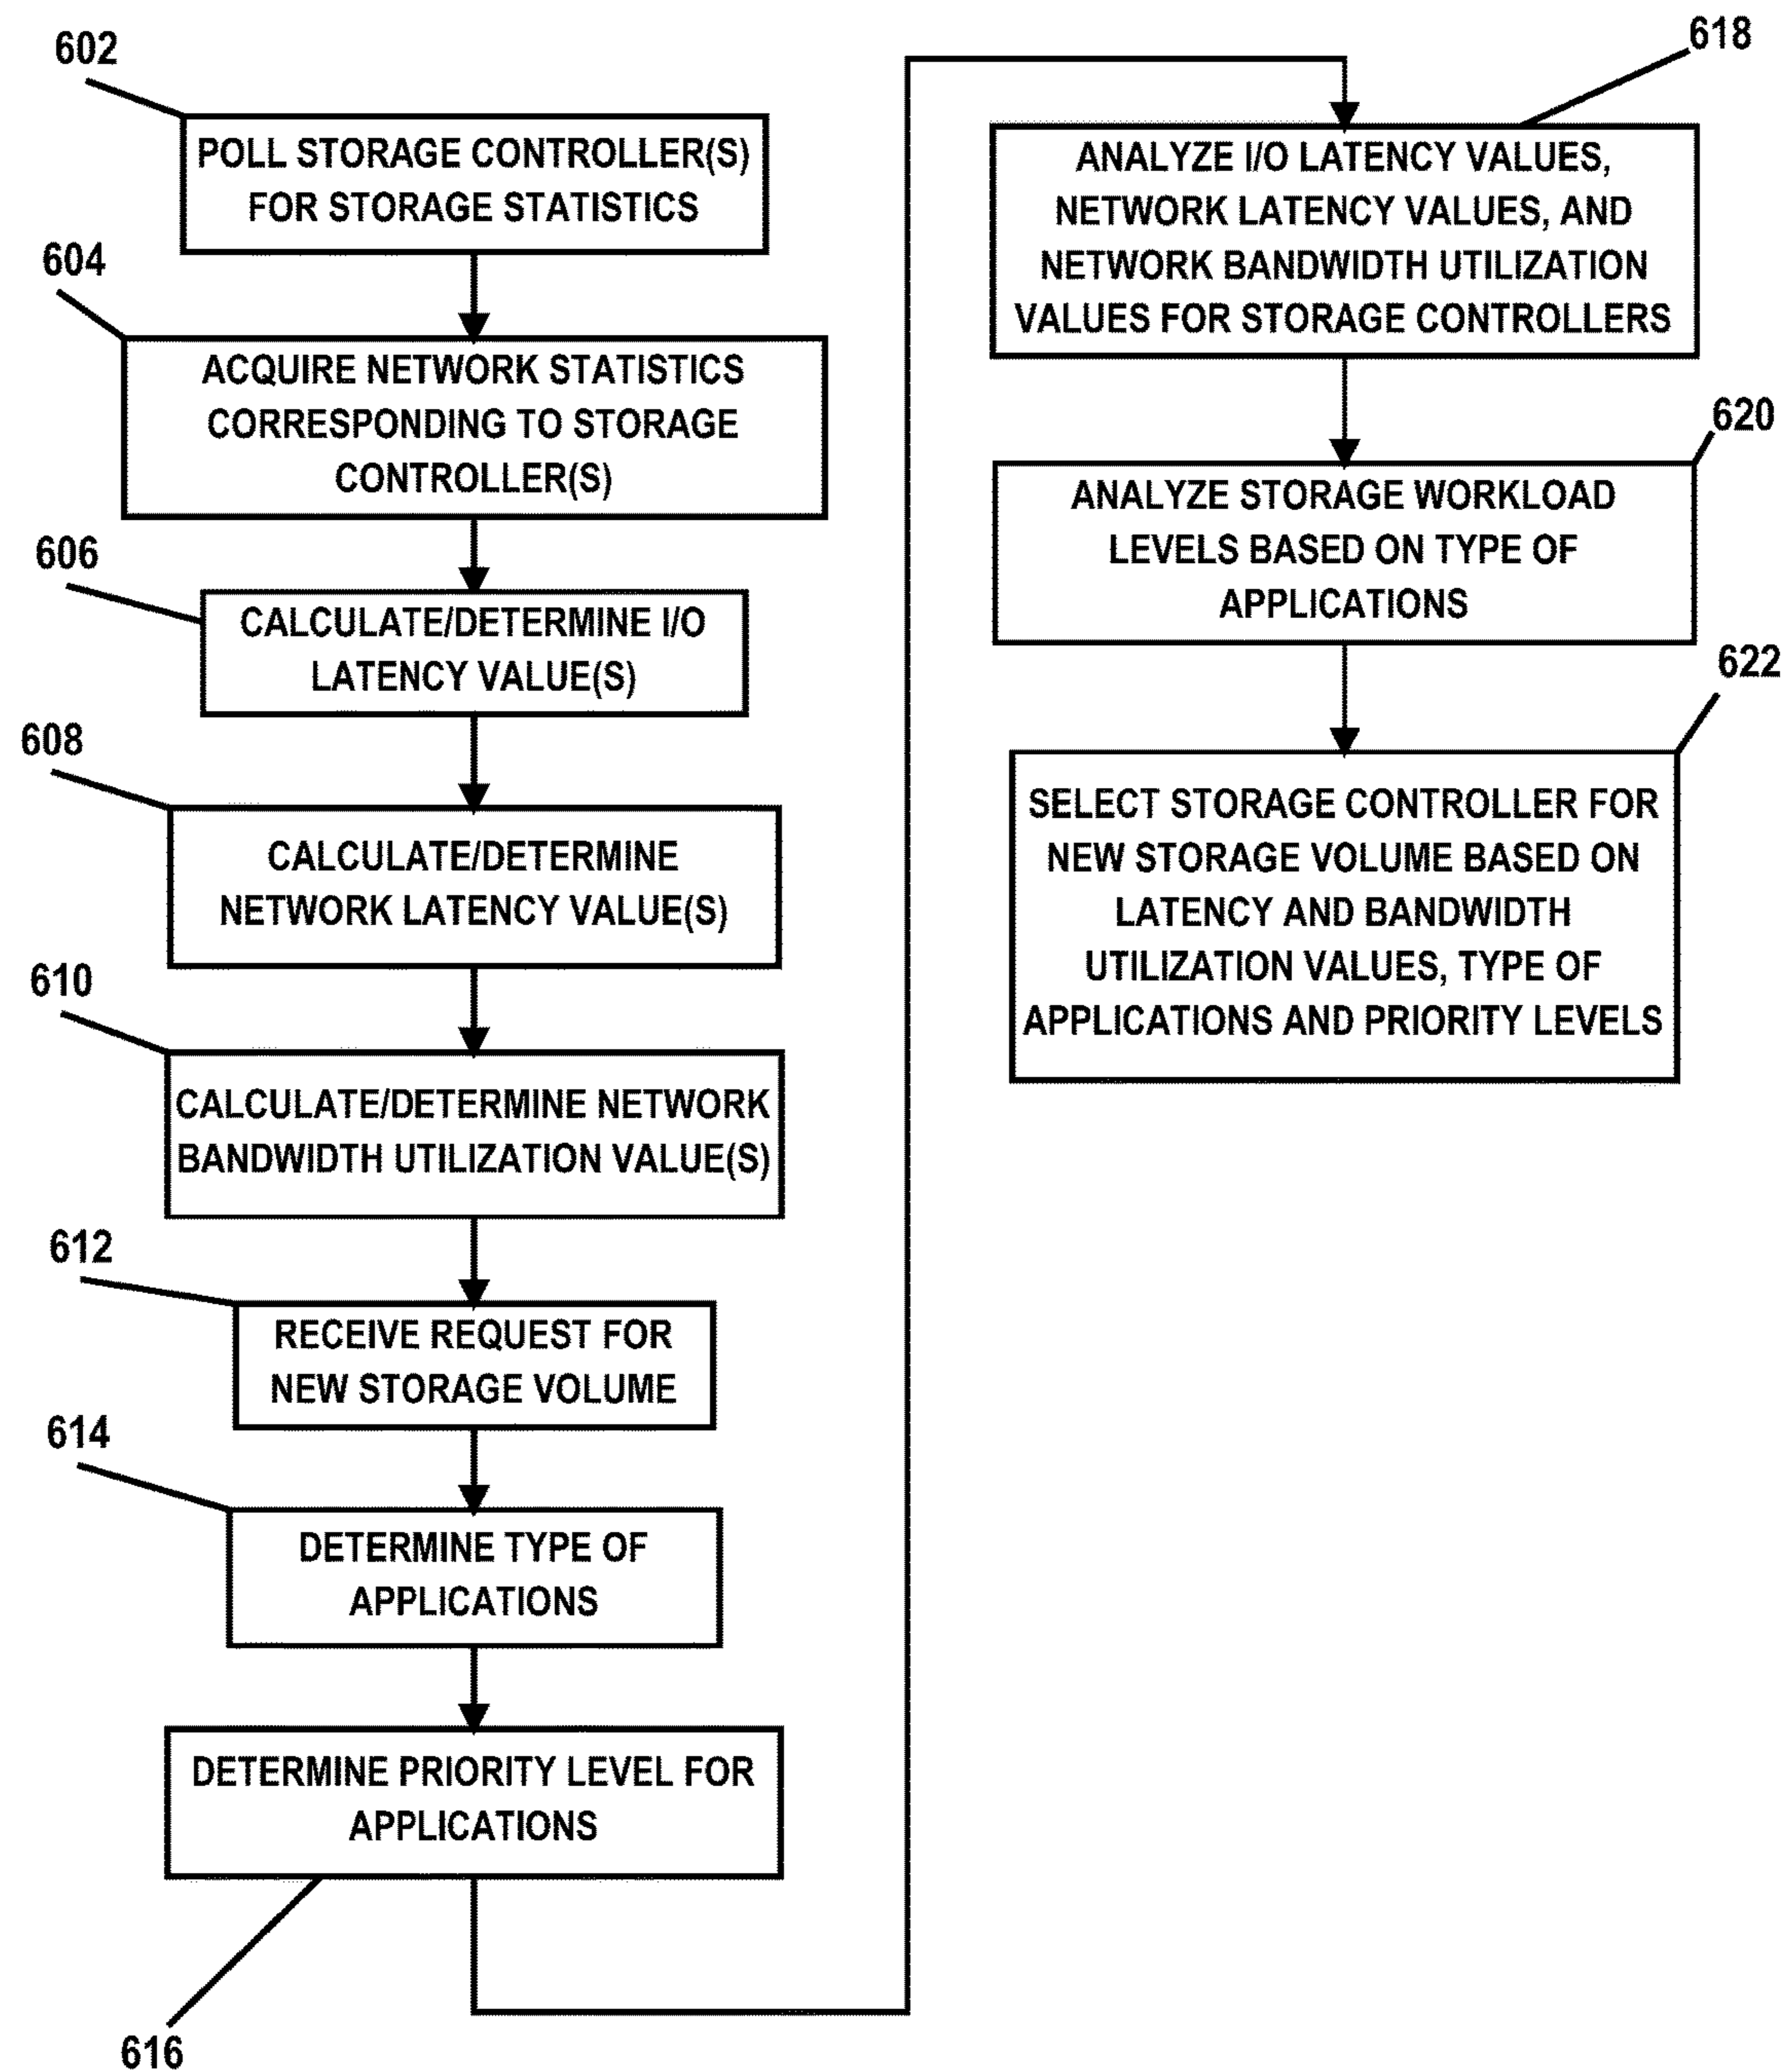 602
POLL STORAGE CONTROLLER(S)
FOR STORAGE STATISTICS
604
ACQUIRE NETWORK STATISTICS
CORRESPONDING TO STORAGE
CONTROLLER(S)
606
CALCULATE/DETERMINE I/O
LATENCY VALUE(S)
608
CALCULATE/DETERMINE
NETWORK LATENCY VALUE(S)
610
CALCULATE/DETERMINE NETWORK
BANDWIDTH UTILIZATION VALUE(S)
612
RECEIVE REQUEST FOR
NEW STORAGE VOLUME
614
DETERMINE TYPE OF
APPLICATIONS
DETERMINE PRIORITY LEVEL FOR
APPLICATIONS
616
618
ANALYZE I/O LATENCY VALUES,
NETWORK LATENCY VALUES, AND
NETWORK BANDWIDTH UTILIZATION
VALUES FOR STORAGE CONTROLLERS
620
ANALYZE STORAGE WORKLOAD
LEVELS BASED ON TYPE OF
APPLICATIONS
622
SELECT STORAGE CONTROLLER FOR
NEW STORAGE VOLUME BASED ON
LATENCY AND BANDWIDTH
UTILIZATION VALUES, TYPE OF
APPLICATIONS AND PRIORITY LEVELS